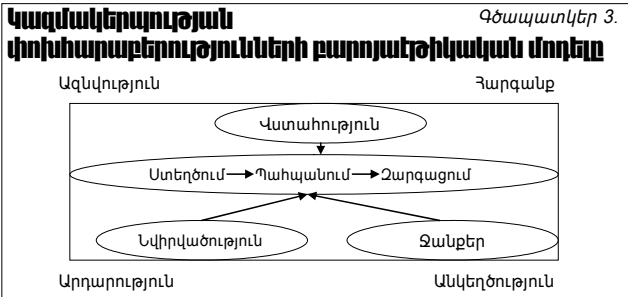 Կազմակերպության
Գծապատկեր 3.
փոխհարաբերությունների բարոյաէթիկական մոդելը
Ազնվություն
Հարգանք
Վստահություն
Ստեղծում Պահպանում Զարգացում
Նվիրվածություն
Ջանքեր
Արդարություն
Անկեղծություն